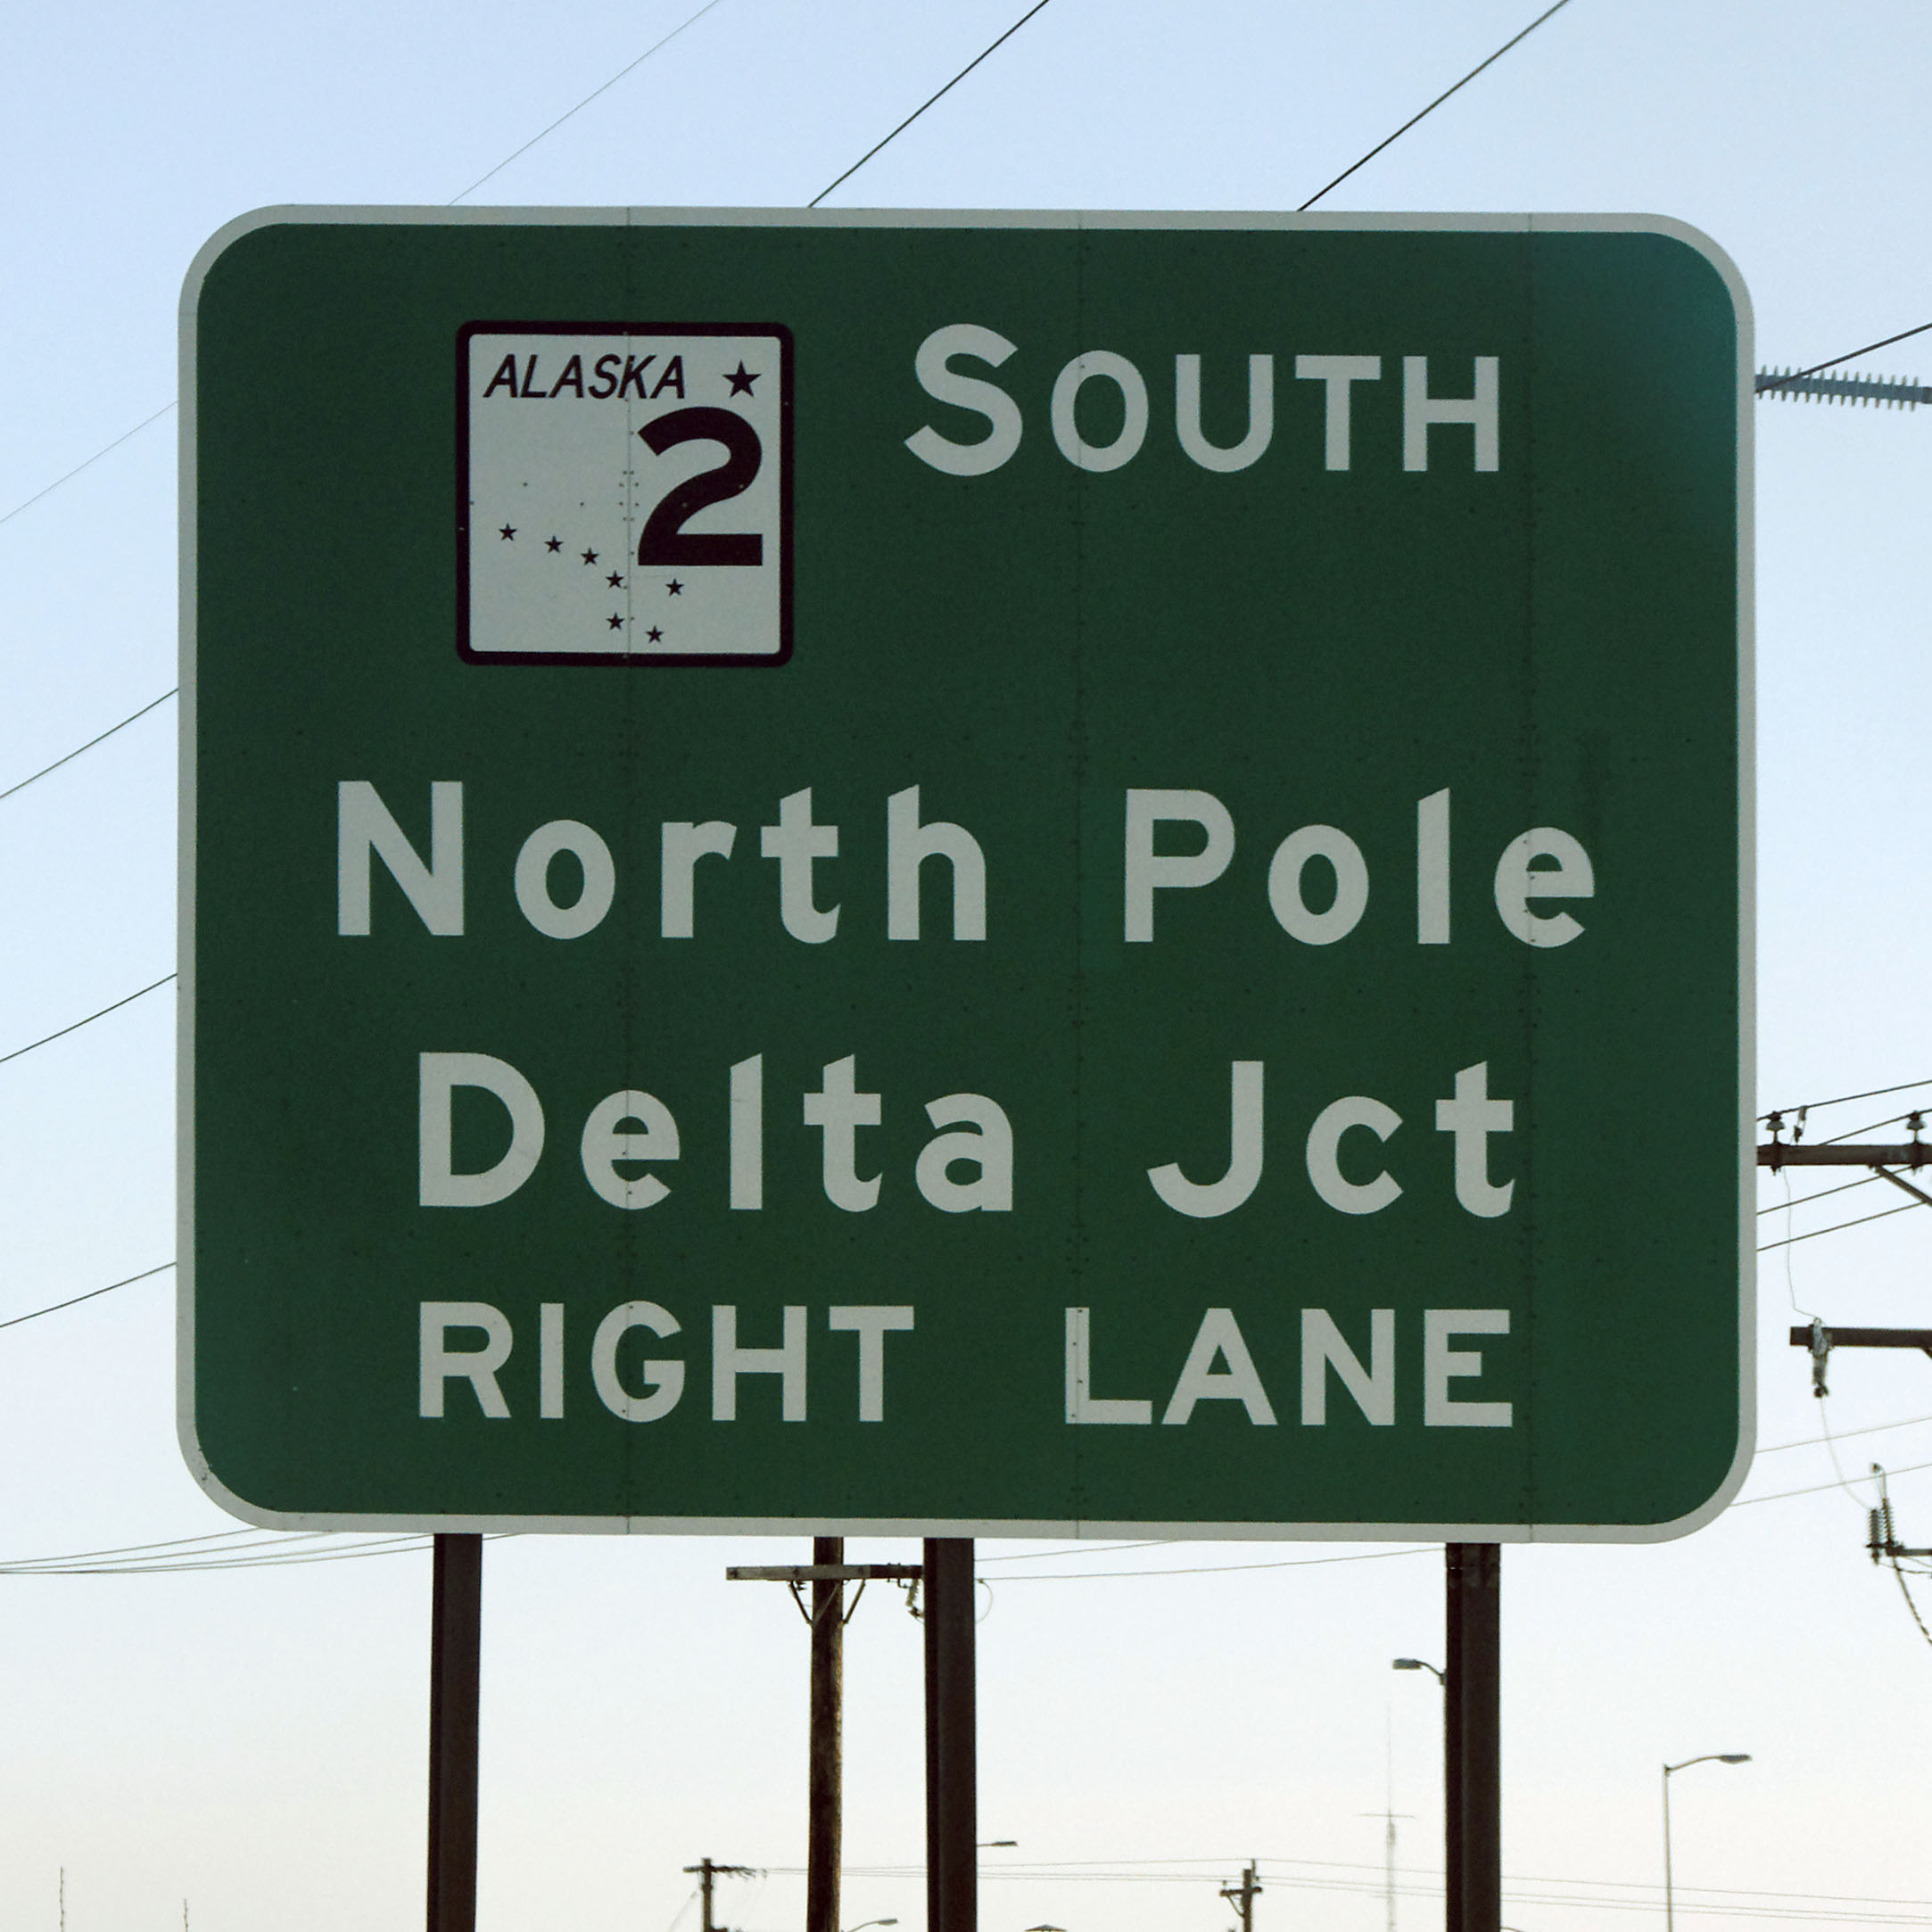 ALASKA
2
SOUTH
North Pole
Delta Jct
RIGHT LANE